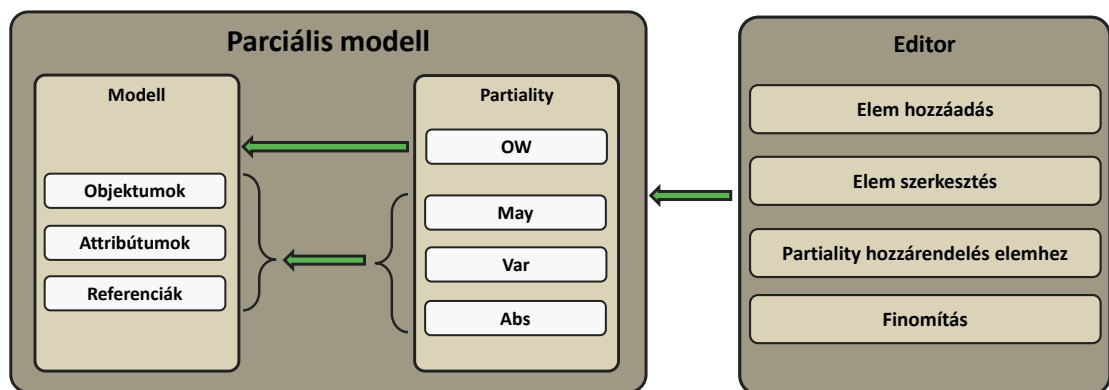 Parciális modell
Modell
Objektumok
Attribútumok
Referenciák
Partiality
OW
May
Var
Abs
Editor
Elem hozzáadás
Elem szerkesztés
Partiality hozzárendelés elemhez
Finomítás